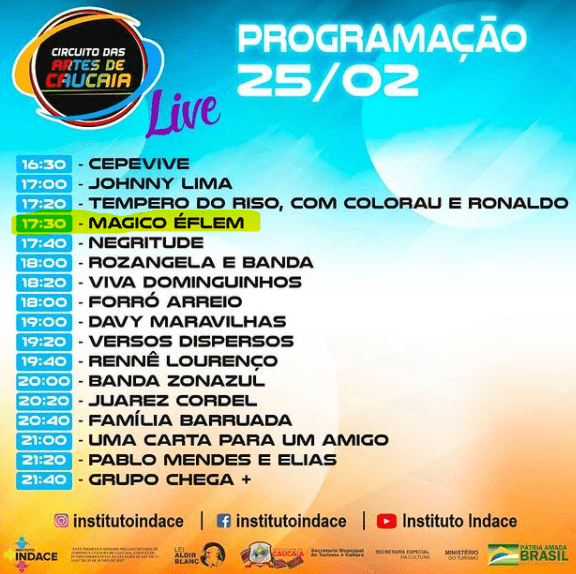 CIRCUITO DAS
ARTES DE
CAUCAIA
Live
PROGRAMAÇÃO
25/02
16:30 - CEPEVIVE
17:00 - JOHNNY LIMA
17:20 - TEMPERO DO RISO, COM COLORAU E RONALDO
17:30 - MAGICO ÉFLEM
17:40 - NEGRITUDE
18:00 - ROZANGELA E BANDA
18:20 - VIVA DOMINGUINHOS
18:00 - FORRÓ ARREIO
19:00 - DAVY MARAVILHAS
19:20 - VERSOS DISPERSOS
19:40 - RENNÊ LOURENÇO
20:00 - BANDA ZONAZUL
20:20 - JUAREZ CORDEL
20:40 - FAMÍLIA BARRUADA
21:00 - UMA CARTA PARA UM AMIGO
21:20 - PABLO MENDES E ELIAS
21:40 - GRUPO CHEGA +
institutoindace | institutoindace | Instituto Indace
INSTITUTO
INDACE
LEI
ALDIR
BLANC
CAUCAIA
Secretaria Municipal
de Turismo e Cultura
SECRETARIA ESPECIAL
DA CULTURA
MINISTÉRIO
DO TURISMO
PÁTRIA AMADA
BRASIL